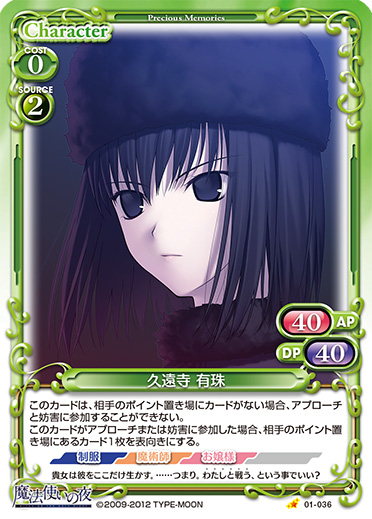 Precious Memories
Character
COST
0
SOURCE
2
40 AP
DP 40
久遠寺 有珠
このカードは、相手のポイント置き場にカードがない場合、アプローチ
と妨害に参加することができない。
このカードがアプローチまたは妨害に参加した場合、相手のポイント置
き場にあるカード1枚を表向きにする。
制服 魔術師 お嬢様
貴女は彼をここだけ生かす。……つまり、わたしと戦う、という事でいい?
魔法使いの夜 ©2009-2012 TYPE-MOON 01-036